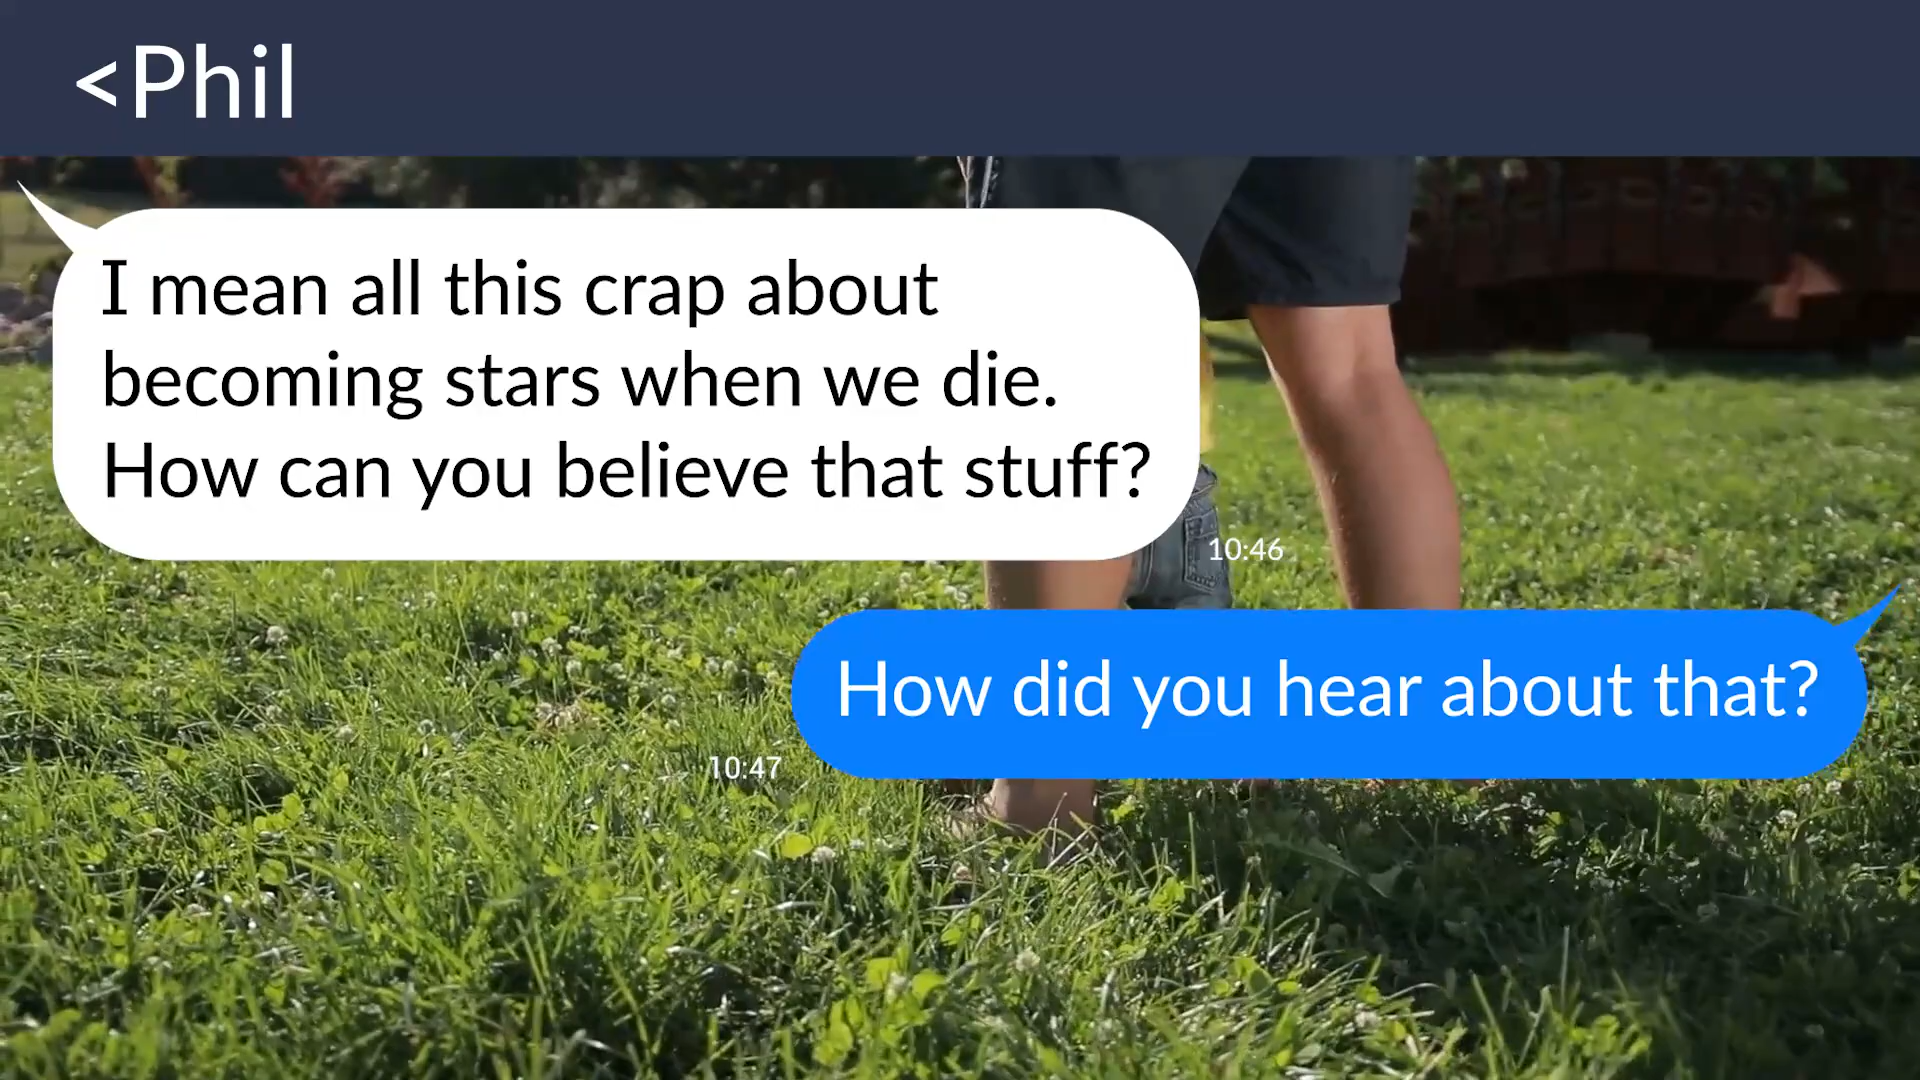 <Phil
I mean all this crap about
becoming stars when we die.
How can you believe that stuff?
10:46
How did you hear about that?
10:47